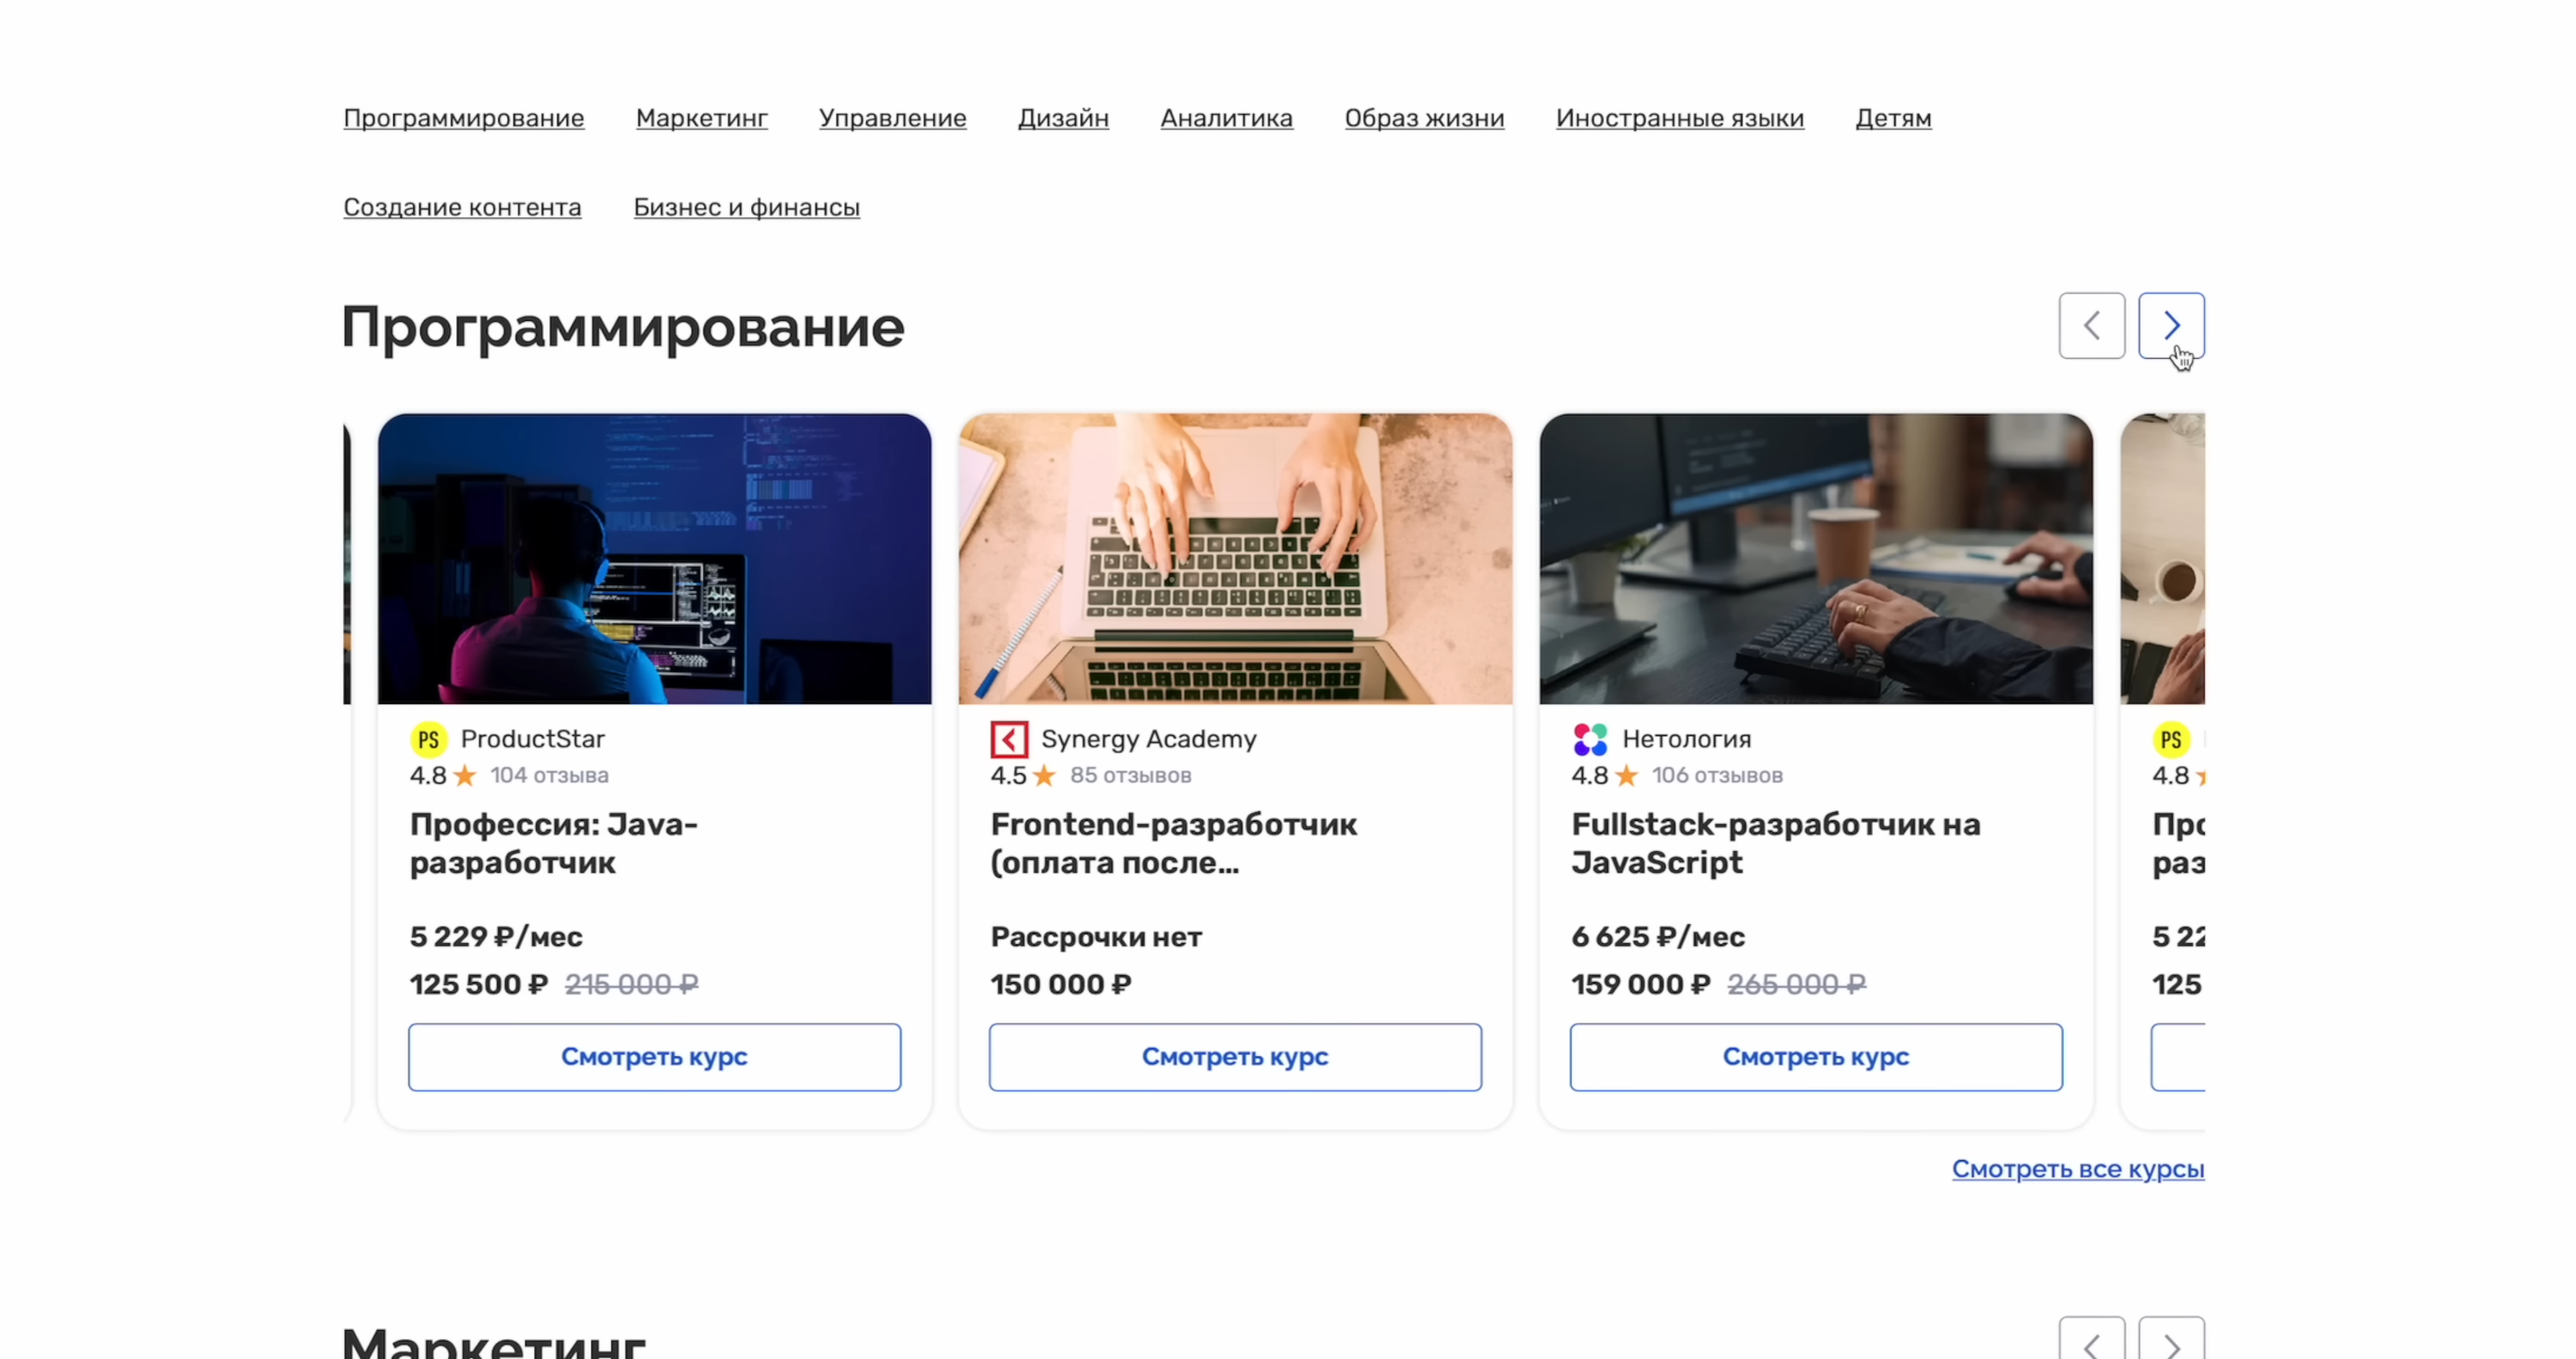 Программирование Маркетинг Управление Дизайн Аналитика Образ жизни Иностранные языки Детям
Создание контента Бизнес и финансы
Программирование
PS ProductStar
4.8 104 отзыва
Профессия: Java-
разработчик
5 229 ₽/мес
125 500 ₽ 215 000 ₽
Смотреть курс
Synergy Academy
4.5 85 отзывов
Frontend-разработчик
(оплата после...
Рассрочки нет
150 000 ₽
Смотреть курс
Нетология
4.8 106 отзывов
Fullstack-разработчик на
JavaScript
6 625 ₽/мес
159 000 ₽ 265 000 ₽
Смотреть курс
PS
4.8
Про
раз
5 22
125
Смотреть все курсы
Маркетинг